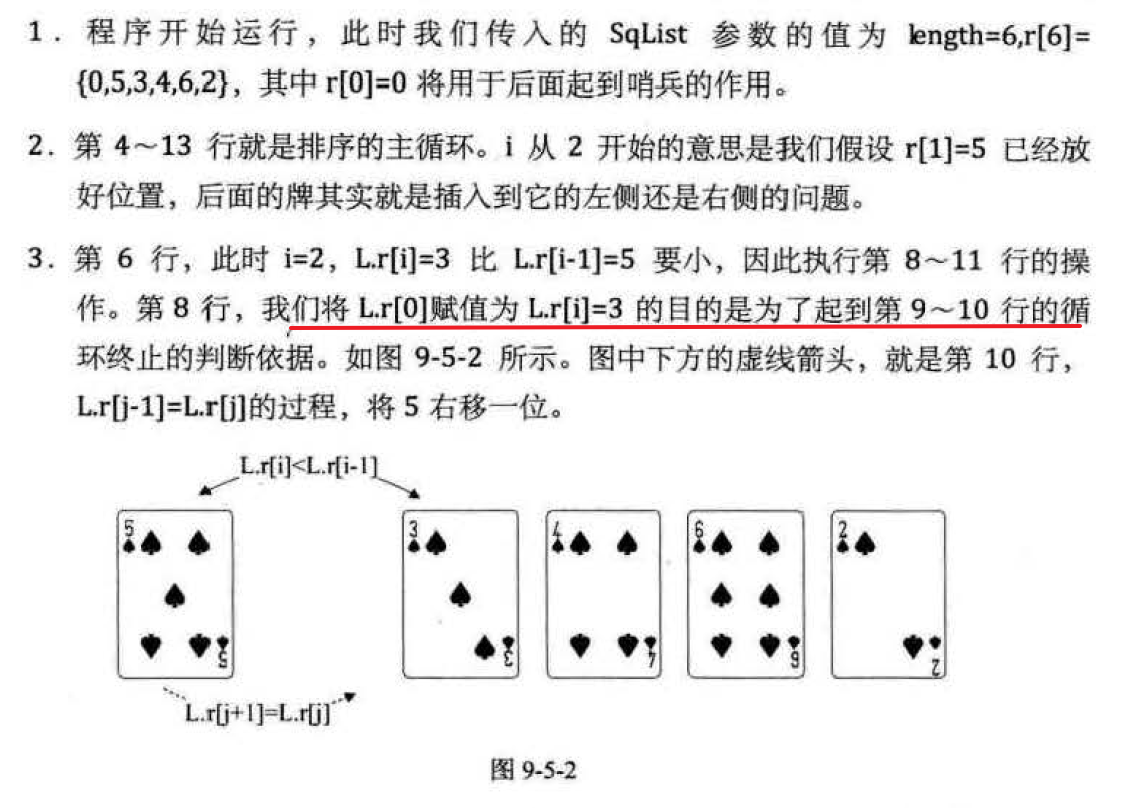 1. 程序开始运行，此时我们传入的 SqList 参数的值为 length=6,r[6]=
{0,5,3,4,6,2}，其中 r[0]=0 将用于后面起到哨兵的作用。
2. 第 4～13 行就是排序的主循环。i 从 2 开始的意思是我们假设 r[1]=5 已经放
好位置，后面的牌其实就是插入到它的左侧还是右侧的问题。
3. 第 6 行，此时 i=2，L.r[i]=3 比 L.r[i-1]=5 要小，因此执行第 8～11 行的操
作。第 8 行，我们将 L.r[0]赋值为 L.r[i]=3 的目的是为了起到第 9～10 行的循
环终止的判断依据。如图 9-5-2 所示。图中下方的虚线箭头，就是第 10 行，
L.r[j-1]=L.r[j]的过程，将 5 右移一位。
L.r[i]<L.r[i-1]
5 3 4 6 2
5 3 4 6 2
L.r[j+1]=L.r[j]
图 9-5-2